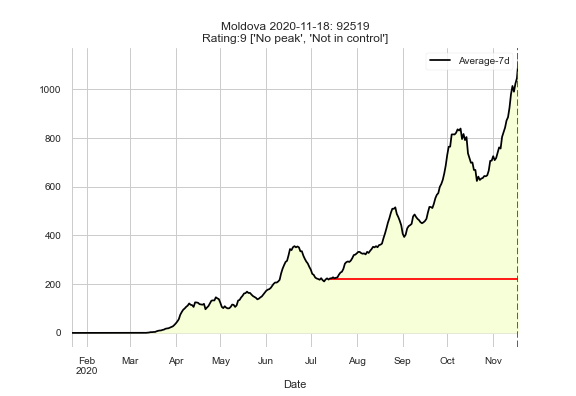 Moldova 2020-11-18: 92519
Rating:9 ['No peak', 'Not in control']
Average-7d
1000
800
600
400
200
0
Feb Mar Apr May Jun Jul Aug Sep Oct Nov
2020
Date